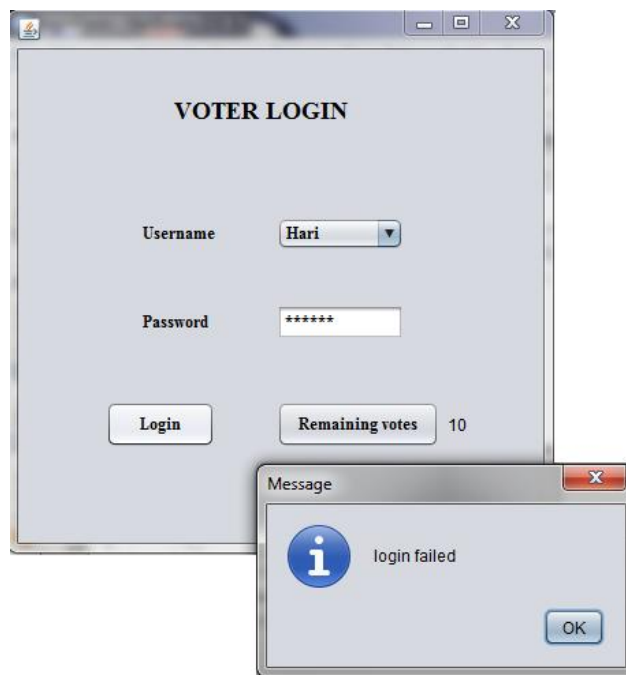 VOTER LOGIN
Username
Hari
Password
******
Login
Remaining votes
10
Message
login failed
OK